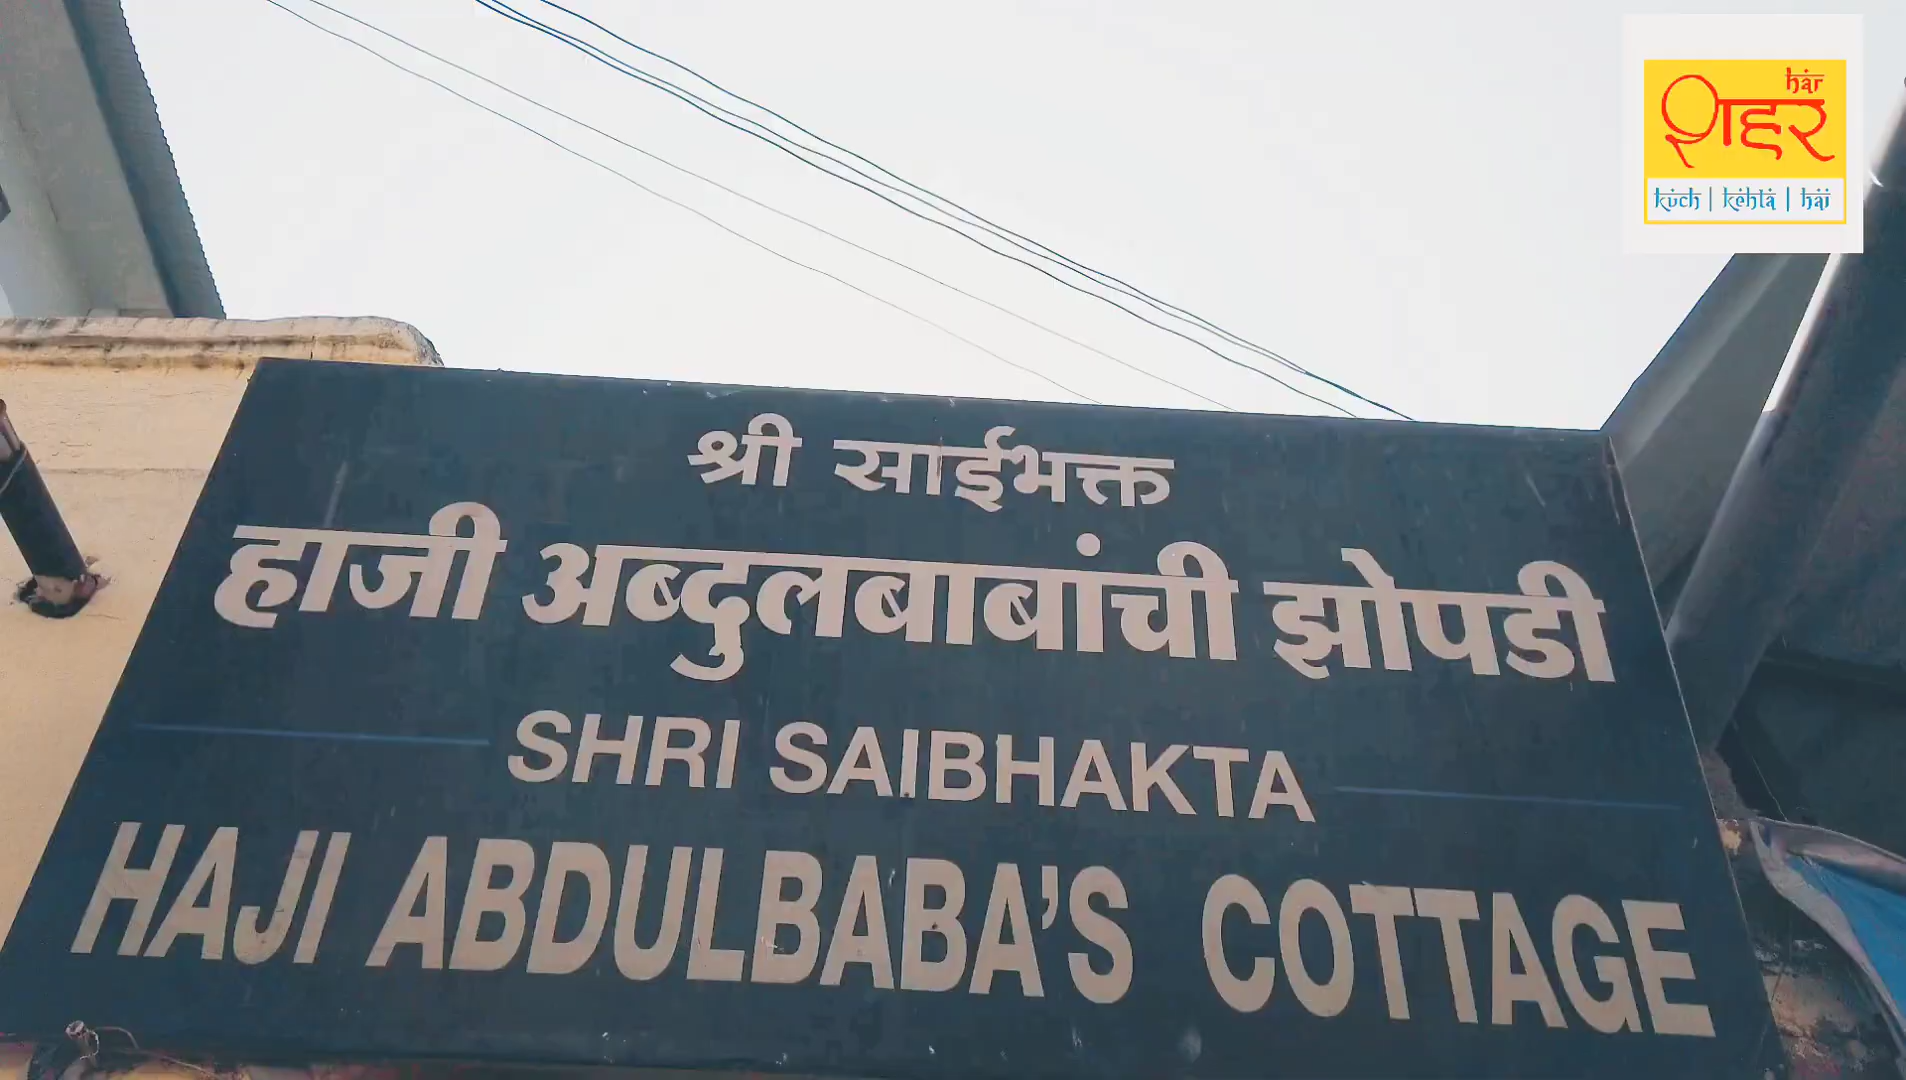 har
शहर
kuch | kehta | hai
श्री साईभक्त
हाजी अब्दुलबाबांची झोपडी
SHRI SAIBHAKTA
HAJI ABDULBABA'S COTTAGE